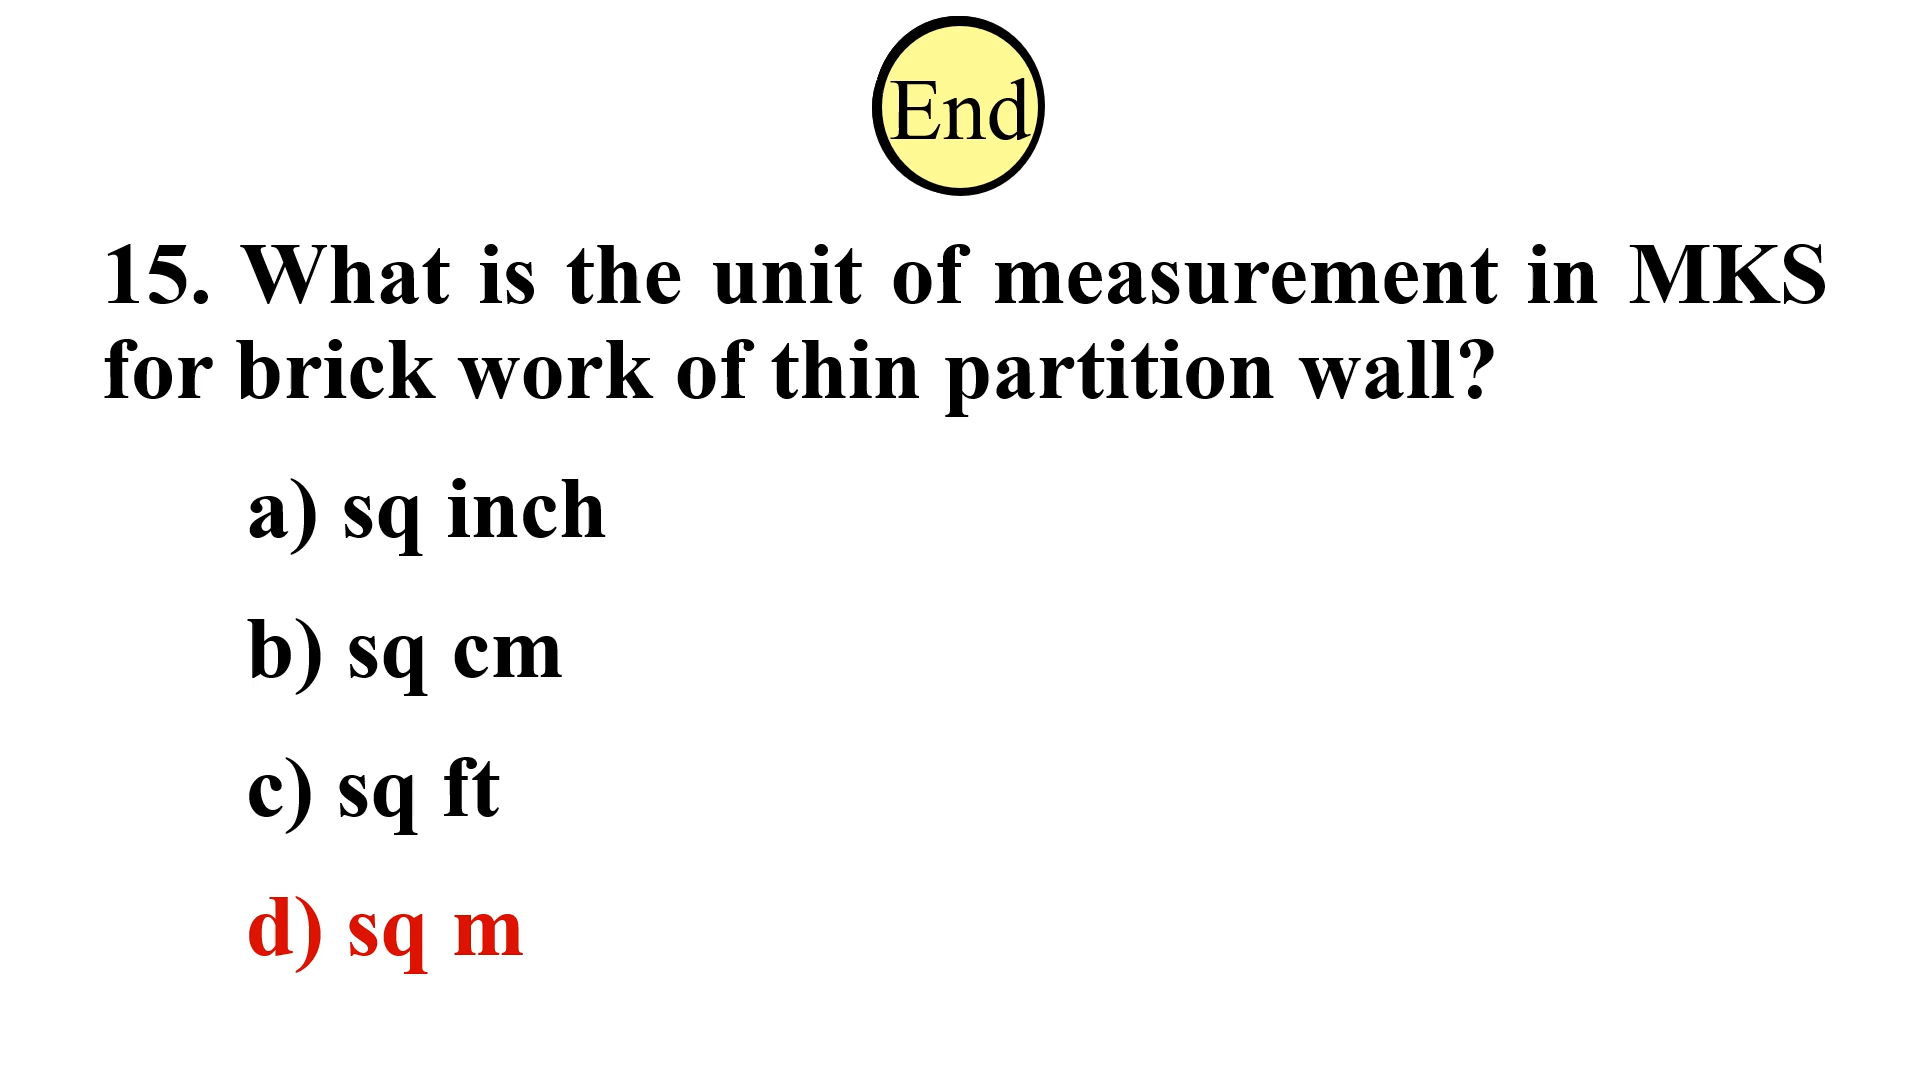 End
15. What is the unit of measurement in MKS
for brick work of thin partition wall?
a) sq inch
b) sq cm
c) sq ft
d) sq m